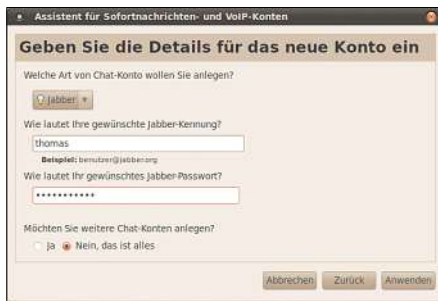 Assistent für Sofortnachrichten- und VoIP-Konten
Geben Sie die Details für das neue Konto ein
Welche Art von Chat-Konto wollen Sie anlegen?
Jabber
Wie lautet Ihre gewünschte Jabber-Kennung?
thomas
Beispiel: benutzer@jabber.org
Wie lautet Ihr gewünschtes Jabber-Passwort?
•••••••••••
Möchten Sie weitere Chat-Konten anlegen?
Ja Nein, das ist alles
Abbrechen Zurück Anwenden